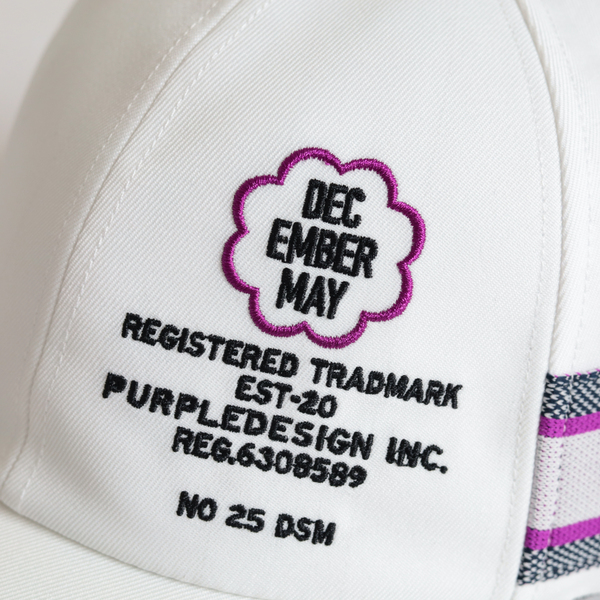 DEC
EMBER
MAY
REGISTERED TRADMARK
EST-20
PURPLEDESIGN INC.
REG.6308589
NO 25 DSM